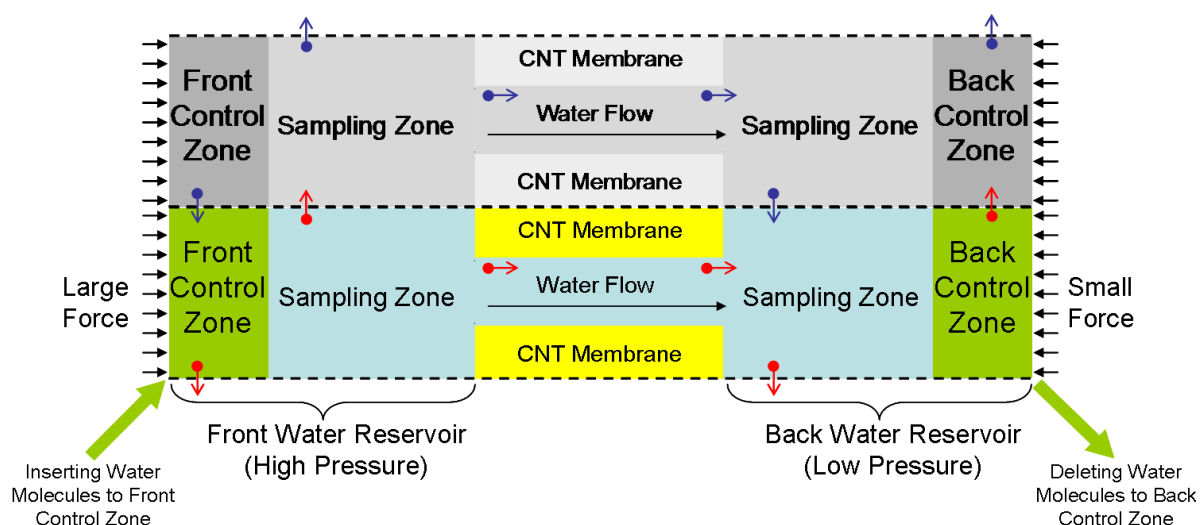 CNT Membrane
Front
Control
Zone
Sampling Zone
Water Flow
Sampling Zone
Back
Control
Zone
CNT Membrane
CNT Membrane
Large
Force
Front
Control
Zone
Sampling Zone
Water Flow
Sampling Zone
Back
Control
Zone
Small
Force
CNT Membrane
Front Water Reservoir
(High Pressure)
Back Water Reservoir
(Low Pressure)
Inserting Water
Molecules to Front
Control Zone
Deleting Water
Molecules to Back
Control Zone